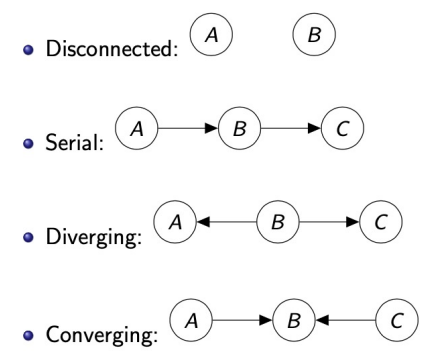 Disconnected: A B
Serial: A B C
Diverging: A B C
Converging: A B C